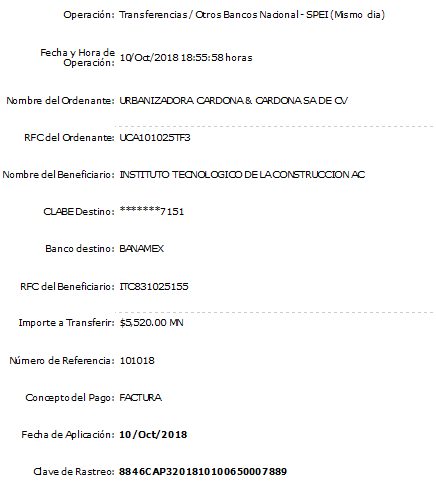 Operación: Transferencias / Otros Bancos Nacional - SPEI (Mismo dia)
Fecha y Hora de
Operación: 10/Oct/2018 18:55:58 horas
Nombre del Ordenante: URBANIZADORA CARDONA & CARDONA SA DE CV
RFC del Ordenante: UCA101025TF3
Nombre del Beneficiario: INSTITUTO TECNOLOGICO DE LA CONSTRUCCION AC
CLABE Destino: *******7151
Banco destino: BANAMEX
RFC del Beneficiario: ITC831025155
Importe a Transferir: $5,520.00 MN
Número de Referencia: 101018
Concepto del Pago: FACTURA
Fecha de Aplicación: 10/Oct/2018
Clave de Rastreo: 8846CAP3201810100650007889